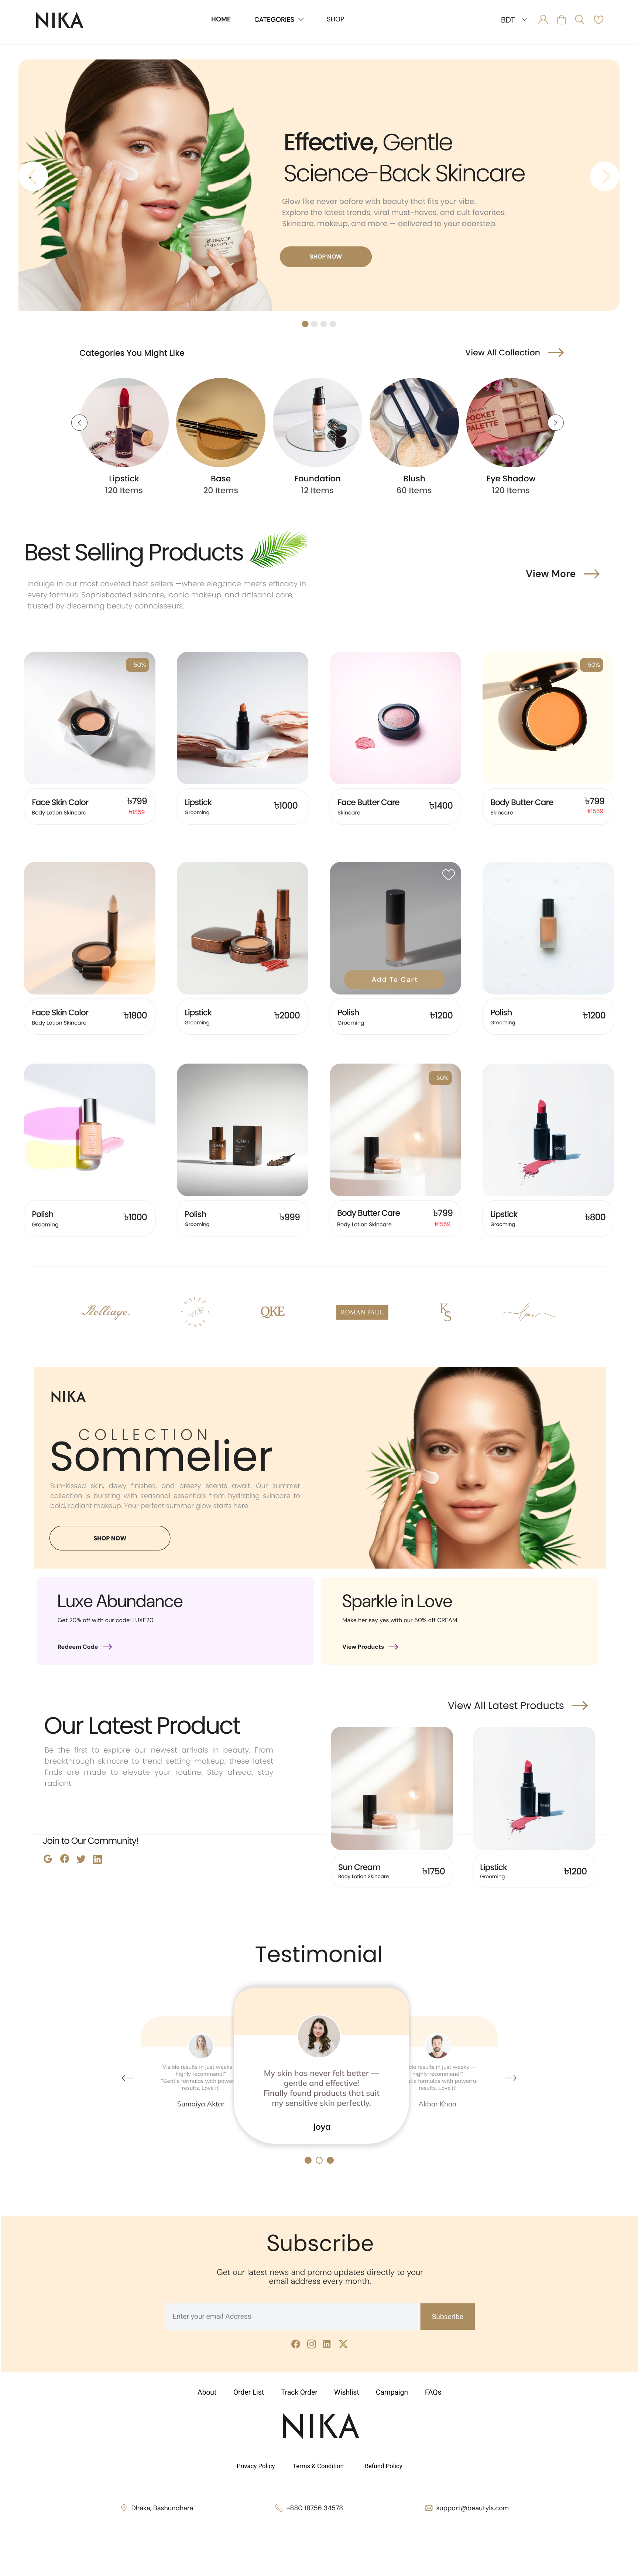 NIKA
HOME
CATEGORIES
SHOP
BDT
Effective, Gentle
Science-Back Skincare
Glow like never before with beauty that fits your vibe.
Explore the latest trends, viral must-haves, and cult favorites.
Skincare, makeup, and more — delivered to your doorstep.
SHOP NOW
Categories You Might Like
View All Collection
POCKET
PALETTE
Lipstick
120 Items
Base
20 Items
Foundation
12 Items
Blush
60 Items
Eye Shadow
120 Items
Best Selling Products
Indulge in our most coveted best sellers —where elegance meets efficacy in
every formula. Sophisticated skincare, iconic makeup, and artisanal care,
trusted by discerning beauty connoisseurs.
View More
- 50%
- 50%
Face Skin Color
Body Lotion Skincare
৳799
৳1559
Lipstick
Grooming
৳1000
Face Butter Care
Skincare
৳1400
Body Butter Care
Skincare
৳799
৳1559
Add To Cart
Face Skin Color
Body Lotion Skincare
৳1800
Lipstick
Grooming
৳2000
Polish
Grooming
৳1200
Polish
Grooming
৳1200
- 50%
Polish
Grooming
৳1000
Polish
Grooming
৳999
Body Butter Care
Body Lotion Skincare
৳799
৳1559
Lipstick
Grooming
৳800
Rolliage.
QKE
ROMAN PAUL
KS
NIKA
COLLECTION
Sommelier
Sun-kissed skin, dewy finishes, and breezy scents await. Our summer
collection is bursting with seasonal essentials from hydrating skincare to
bold, radiant makeup. Your perfect summer glow starts here.
SHOP NOW
Luxe Abundance
Get 20% off with our code: LUXE20.
Redeem Code
Sparkle in Love
Make her say yes with our 50% off CREAM.
View Products
View All Latest Products
Our Latest Product
Be the first to explore our newest arrivals in beauty. From
breakthrough skincare to trend-setting makeup, these latest
finds are made to elevate your routine. Stay ahead, stay
radiant.
Join to Our Community!
Sun Cream
Body Lotion Skincare
৳1750
Lipstick
Grooming
৳1200
Testimonial
Visible results in just weeks
highly recommend!"
"Gentle formulas with power
results. Love it!
Sumaiya Aktar
My skin has never felt better —
gentle and effective!
Finally found products that suit
my sensitive skin perfectly.
Joya
results in just weeks —
highly recommend!"
formulas with powerful
results. Love it!
Akbar Khan
Subscribe
Get our latest news and promo updates directly to your
email address every month.
Enter your email Address
Subscribe
About
Order List
Track Order
Wishlist
Campaign
FAQs
NIKA
Privacy Policy
Terms & Condition
Refund Policy
Dhaka, Bashundhara
+880 18756 34578
support@beautyls.com